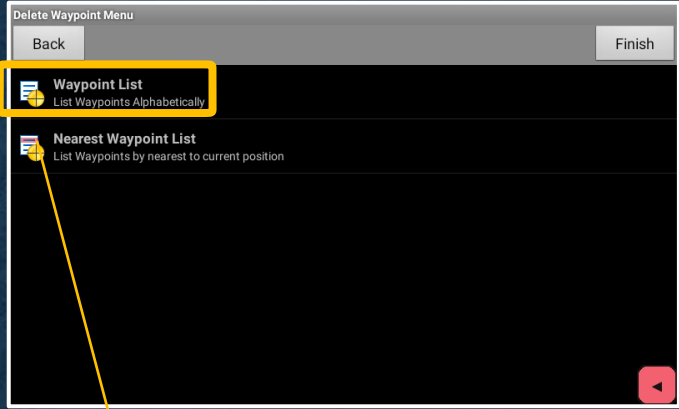 Delete Waypoint Menu
Back
Finish
Waypoint List
List Waypoints Alphabetically
Nearest Waypoint List
List Waypoints by nearest to current position